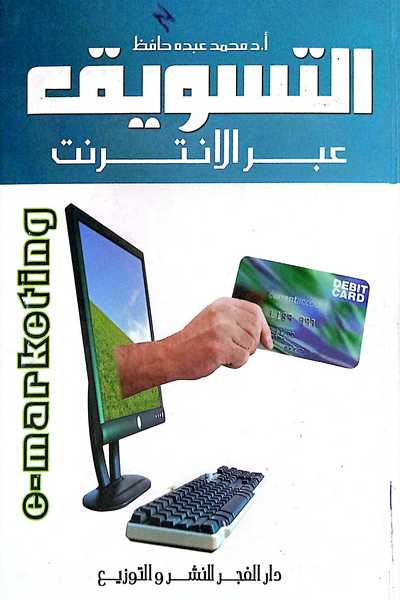 أ.د محمد عبده حافظ
التسويق
عبر الانترنت
e-marketing
DEBIT
CARD
دار الفجر للنشر و التوزيع